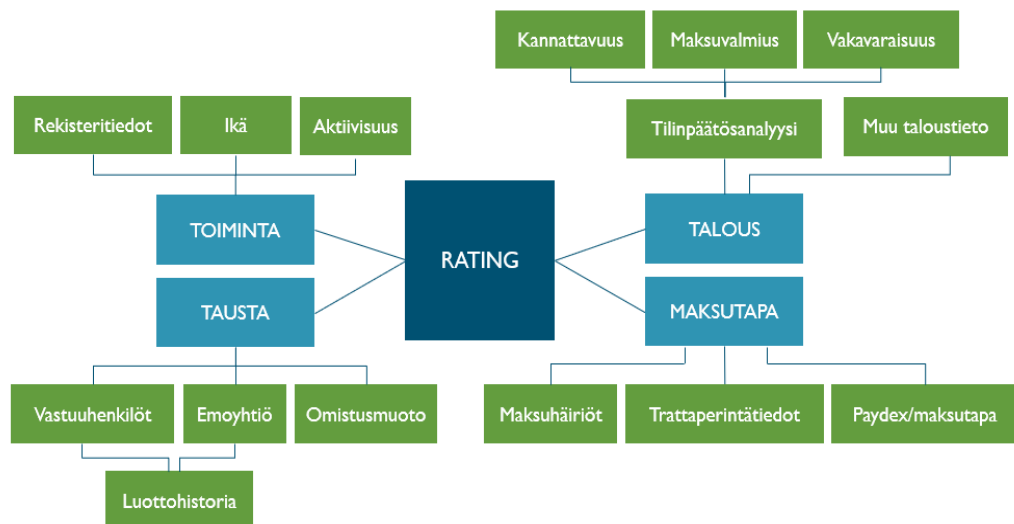 Kannattavuus
Maksuvalmius
Vakavaraisuus
Rekisteritiedot
Ikä
Aktiivisuus
Tilinpäätösanalyysi
Muu taloustieto
TOIMINTA
RATING
TALOUS
TAUSTA
MAKSUTAPA
Vastuuhenkilöt
Emoyhtiö
Omistusmuoto
Maksuhäiriöt
Trattaperintätiedot
Paydex/maksutapa
Luottohistoria